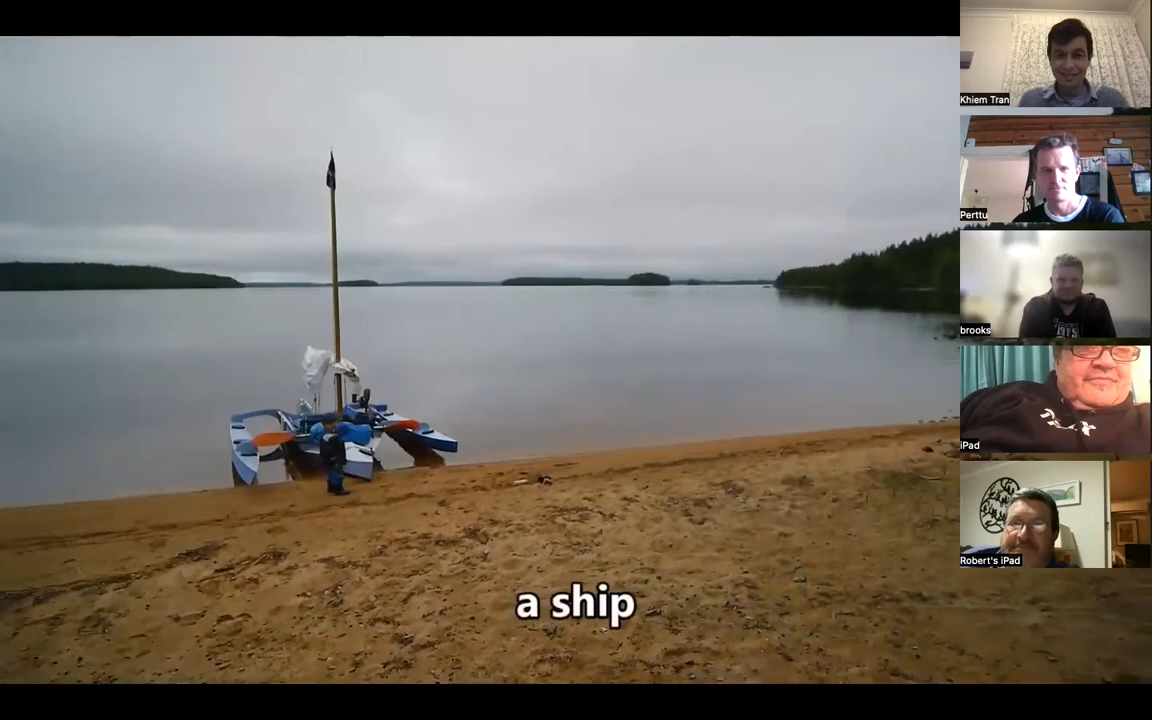 Khiem Tran
Perttu
brooks
iPad
Robert's iPad
a ship